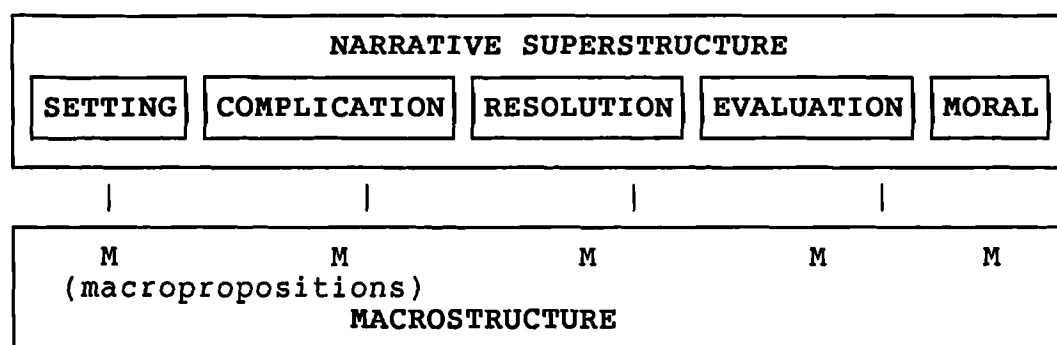 NARRATIVE SUPERSTRUCTURE
SETTING COMPLICATION RESOLUTION EVALUATION MORAL
M M M M M
(macropropositions)
MACROSTRUCTURE